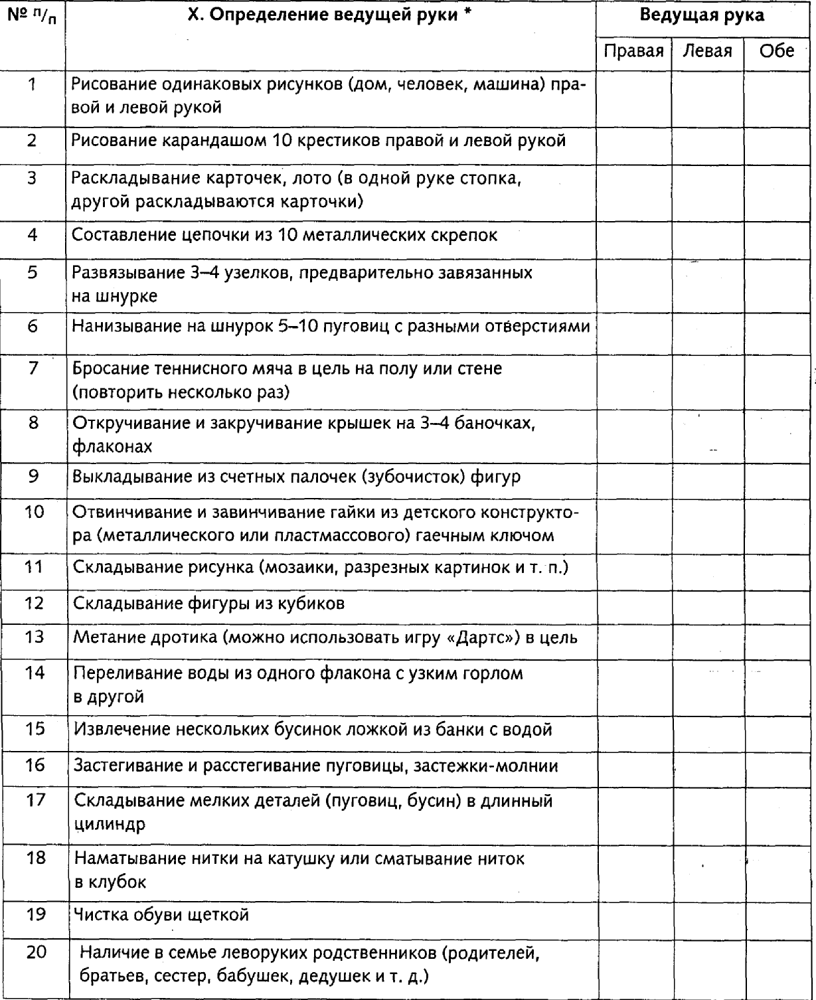 № п/п X. Определение ведущей руки * Ведущая рука
Правая Левая Обе
1 Рисование одинаковых рисунков (дом, человек, машина) пра-
вой и левой рукой
2 Рисование карандашом 10 крестиков правой и левой рукой
3 Раскладывание карточек, лото (в одной руке стопка,
другой раскладываются карточки)
4 Составление цепочки из 10 металлических скрепок
5 Развязывание 3–4 узелков, предварительно завязанных
на шнурке
6 Нанизывание на шнурок 5–10 пуговиц с разными отверстиями
7 Бросание теннисного мяча в цель на полу или стене
(повторить несколько раз)
8 Откручивание и закручивание крышек на 3–4 баночках,
флаконах
9 Выкладывание из счетных палочек (зубочисток) фигур
10 Отвинчивание и завинчивание гайки из детского конструкто-
ра (металлического или пластмассового) гаечным ключом
11 Складывание рисунка (мозаики, разрезных картинок и т. п.)
12 Складывание фигуры из кубиков
13 Метание дротика (можно использовать игру «Дартс») в цель
14 Переливание воды из одного флакона с узким горлом
в другой
15 Извлечение нескольких бусинок ложкой из банки с водой
16 Застегивание и расстегивание пуговицы, застежки-молнии
17 Складывание мелких деталей (пуговиц, бусин) в длинный
цилиндр
18 Наматывание нитки на катушку или сматывание ниток
в клубок
19 Чистка обуви щеткой
20 Наличие в семье леворуких родственников (родителей,
братьев, сестер, бабушек, дедушек и т. д.)